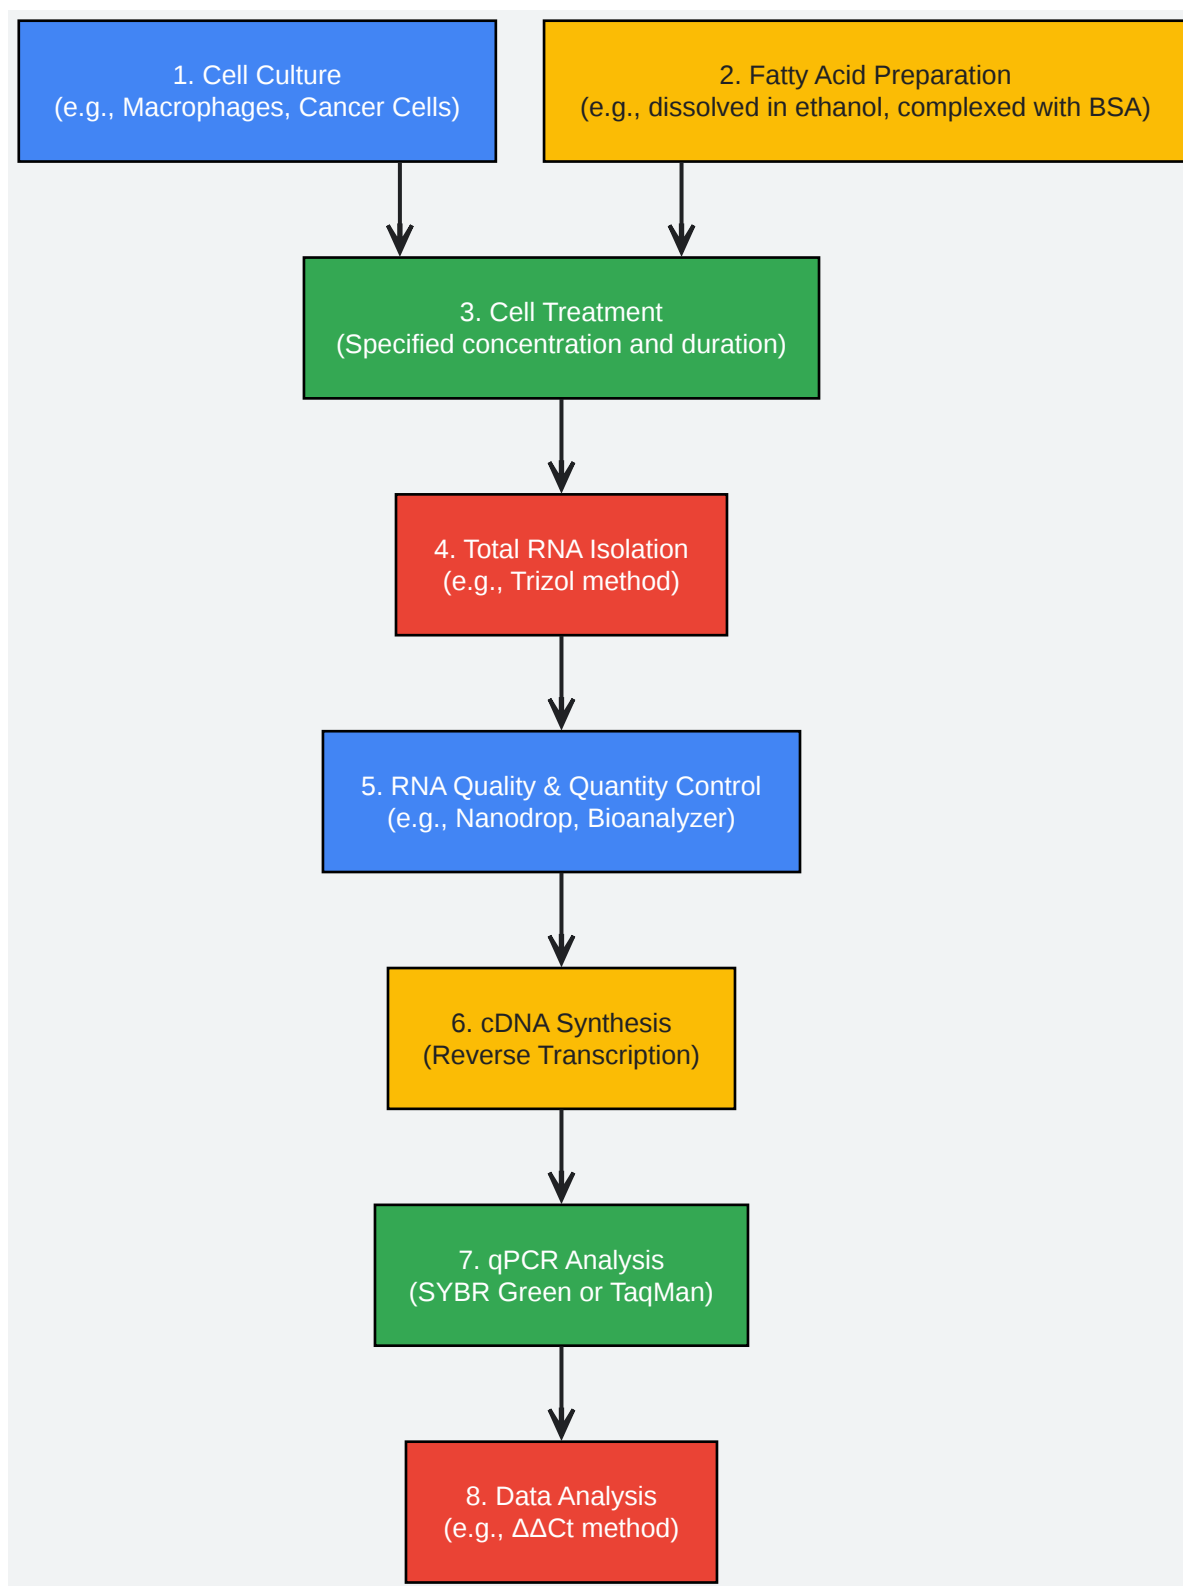 1. Cell Culture
(e.g., Macrophages, Cancer Cells)
2. Fatty Acid Preparation
(e.g., dissolved in ethanol, complexed with BSA)
3. Cell Treatment
(Specified concentration and duration)
4. Total RNA Isolation
(e.g., Trizol method)
5. RNA Quality & Quantity Control
(e.g., Nanodrop, Bioanalyzer)
6. cDNA Synthesis
(Reverse Transcription)
7. qPCR Analysis
(SYBR Green or TaqMan)
8. Data Analysis
(e.g., ΔΔCt method)